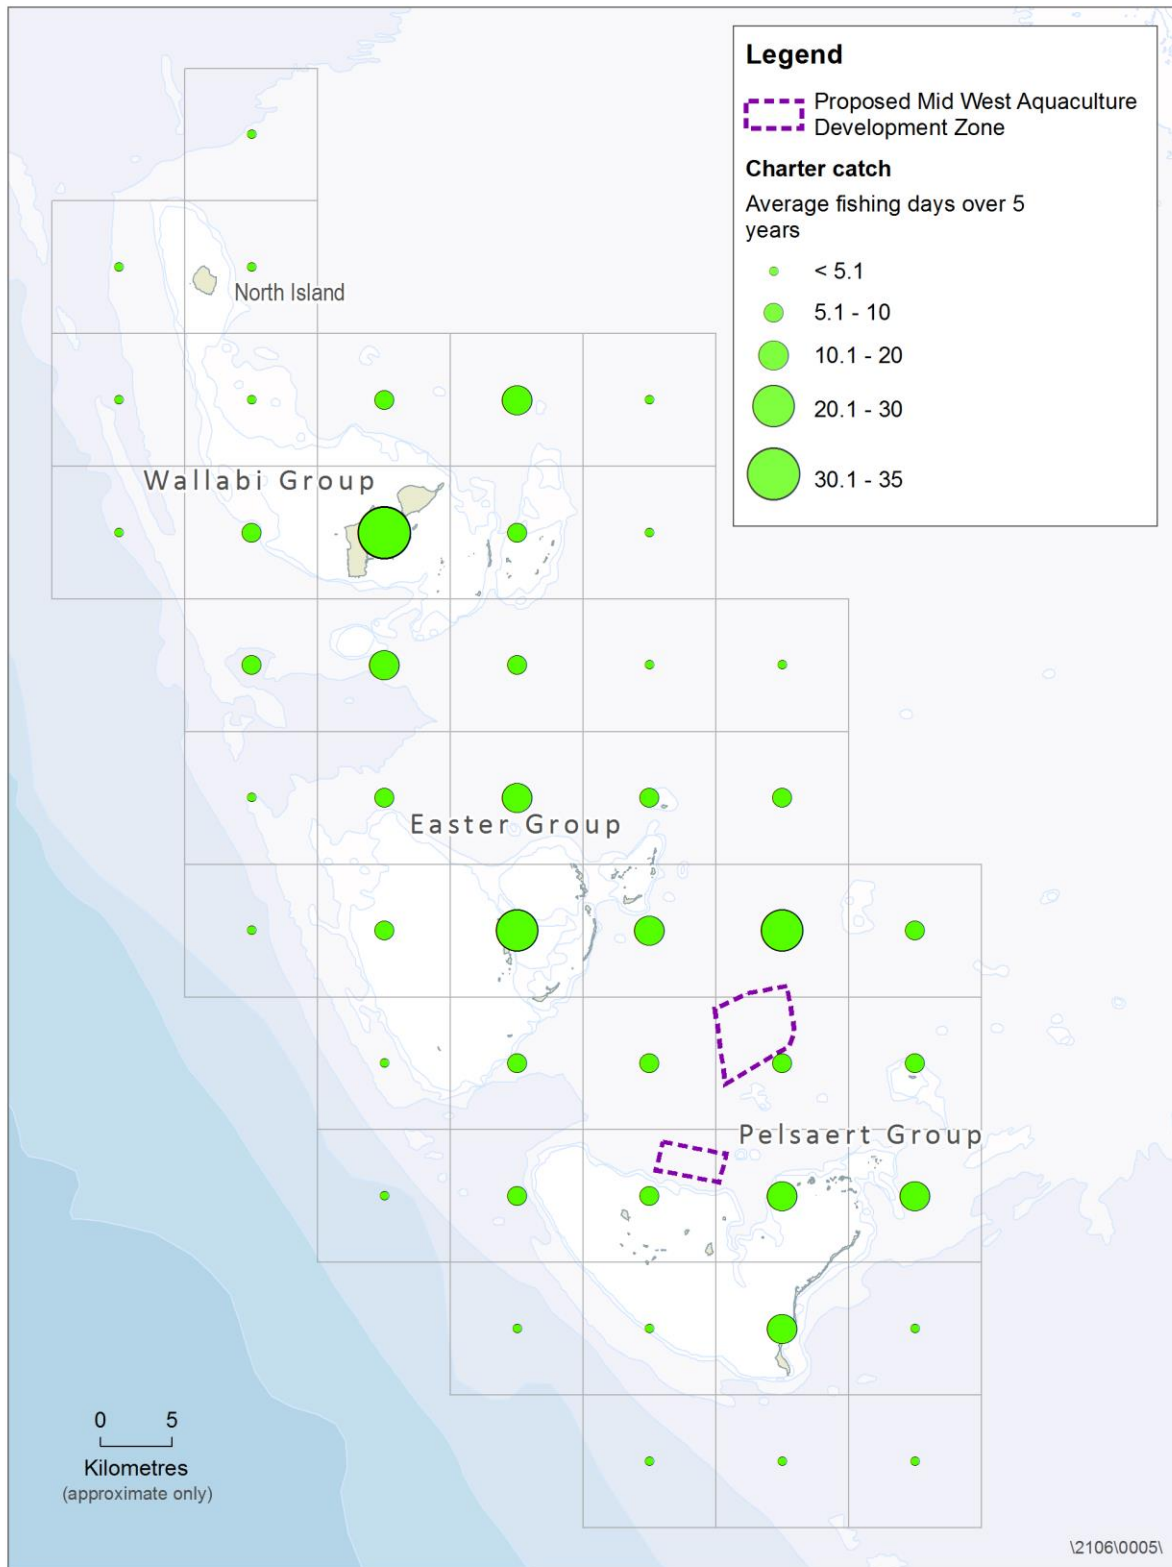 Legend
Proposed Mid West Aquaculture
Development Zone
Charter catch
Average fishing days over 5
years
< 5.1
5.1 - 10
10.1 - 20
20.1 - 30
30.1 - 35
North Island
Wallabi Group
Easter Group
Pelsaert Group
0 5
Kilometres
(approximate only)
\2106\0005\